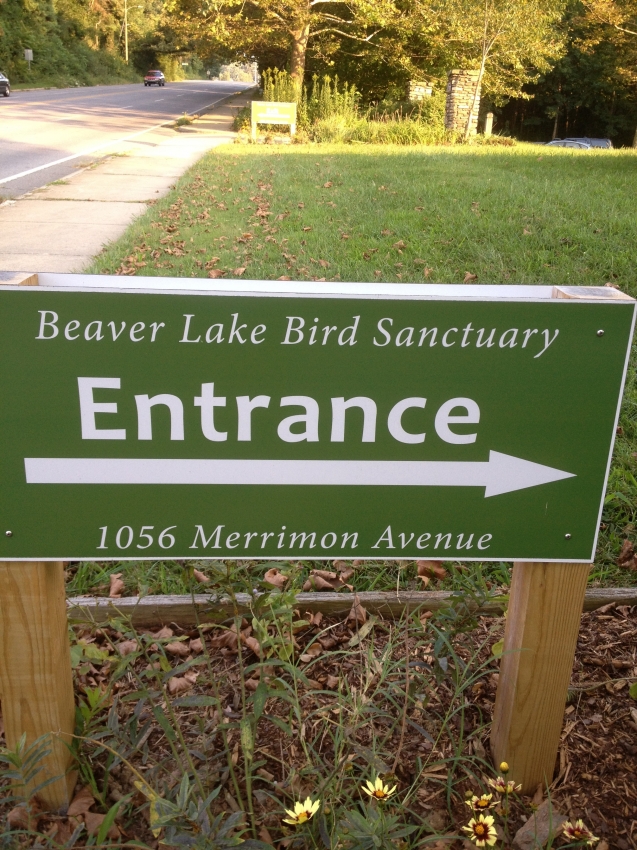 Beaver Lake Bird Sanctuary
Entrance
1056 Merrimon Avenue